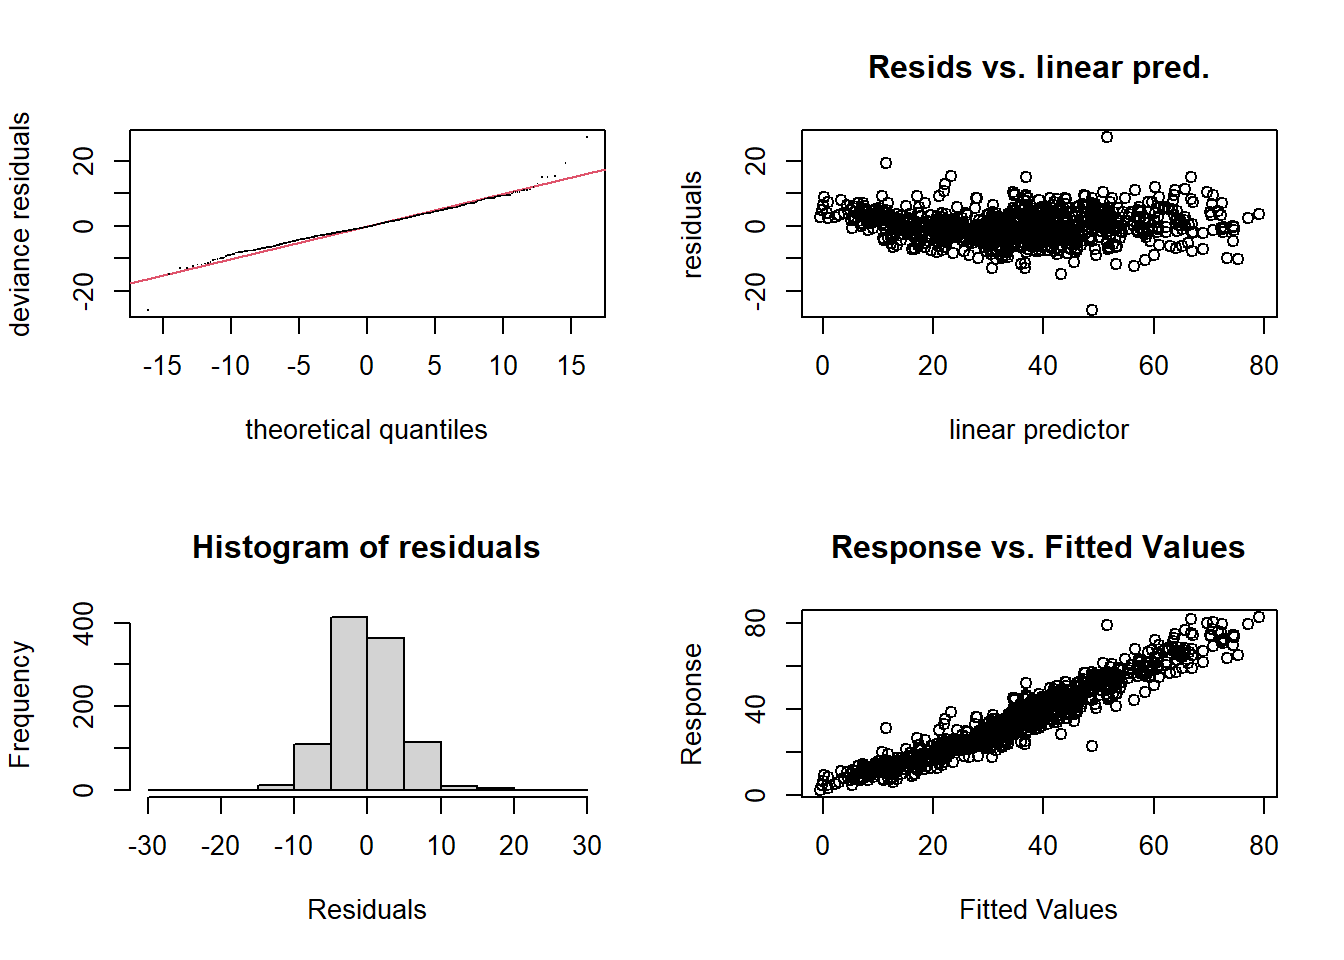 deviance residuals
20
0
-20
-15 -10 -5 0 5 10 15
theoretical quantiles
Resids vs. linear pred.
residuals
20
0
-20
0 20 40 60 80
linear predictor
Histogram of residuals
Frequency
400
200
0
-30 -20 -10 0 10 20 30
Residuals
Response vs. Fitted Values
Response
80
40
0
0 20 40 60 80
Fitted Values